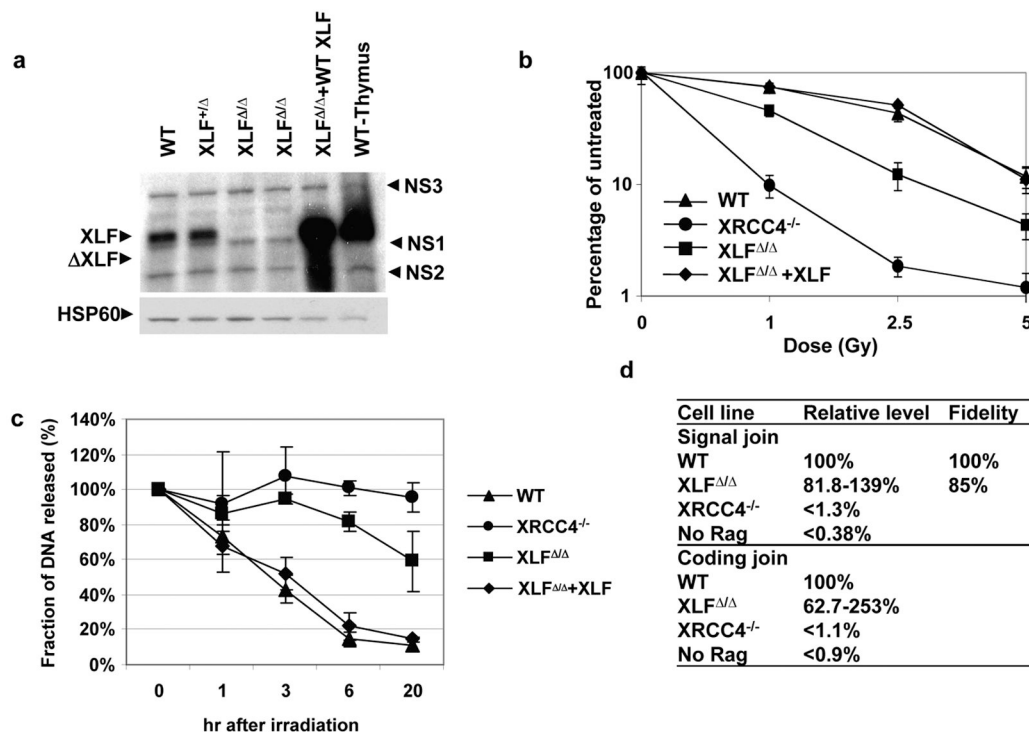 a
WT
XLF+/Δ
XLFΔ/Δ
XLFΔ/Δ
XLFΔ/Δ+WT XLF
WT-Thymus
XLF
ΔXLF
HSP60
NS3
NS1
NS2
b
Percentage of untreated
100
10
1
0
1
2.5
5
Dose (Gy)
WT
XRCC4-/-
XLFΔ/Δ
XLFΔ/Δ +XLF
c
Fraction of DNA released (%)
140%
120%
100%
80%
60%
40%
20%
0%
0
1
3
6
20
hr after irradiation
WT
XRCC4-/-
XLFΔ/Δ
XLFΔ/Δ+XLF
d
Cell line Relative level Fidelity
Signal join
WT 100% 100%
XLFΔ/Δ 81.8-139% 85%
XRCC4-/- <1.3%
No Rag <0.38%
Coding join
WT 100%
XLFΔ/Δ 62.7-253%
XRCC4-/- <1.1%
No Rag <0.9%